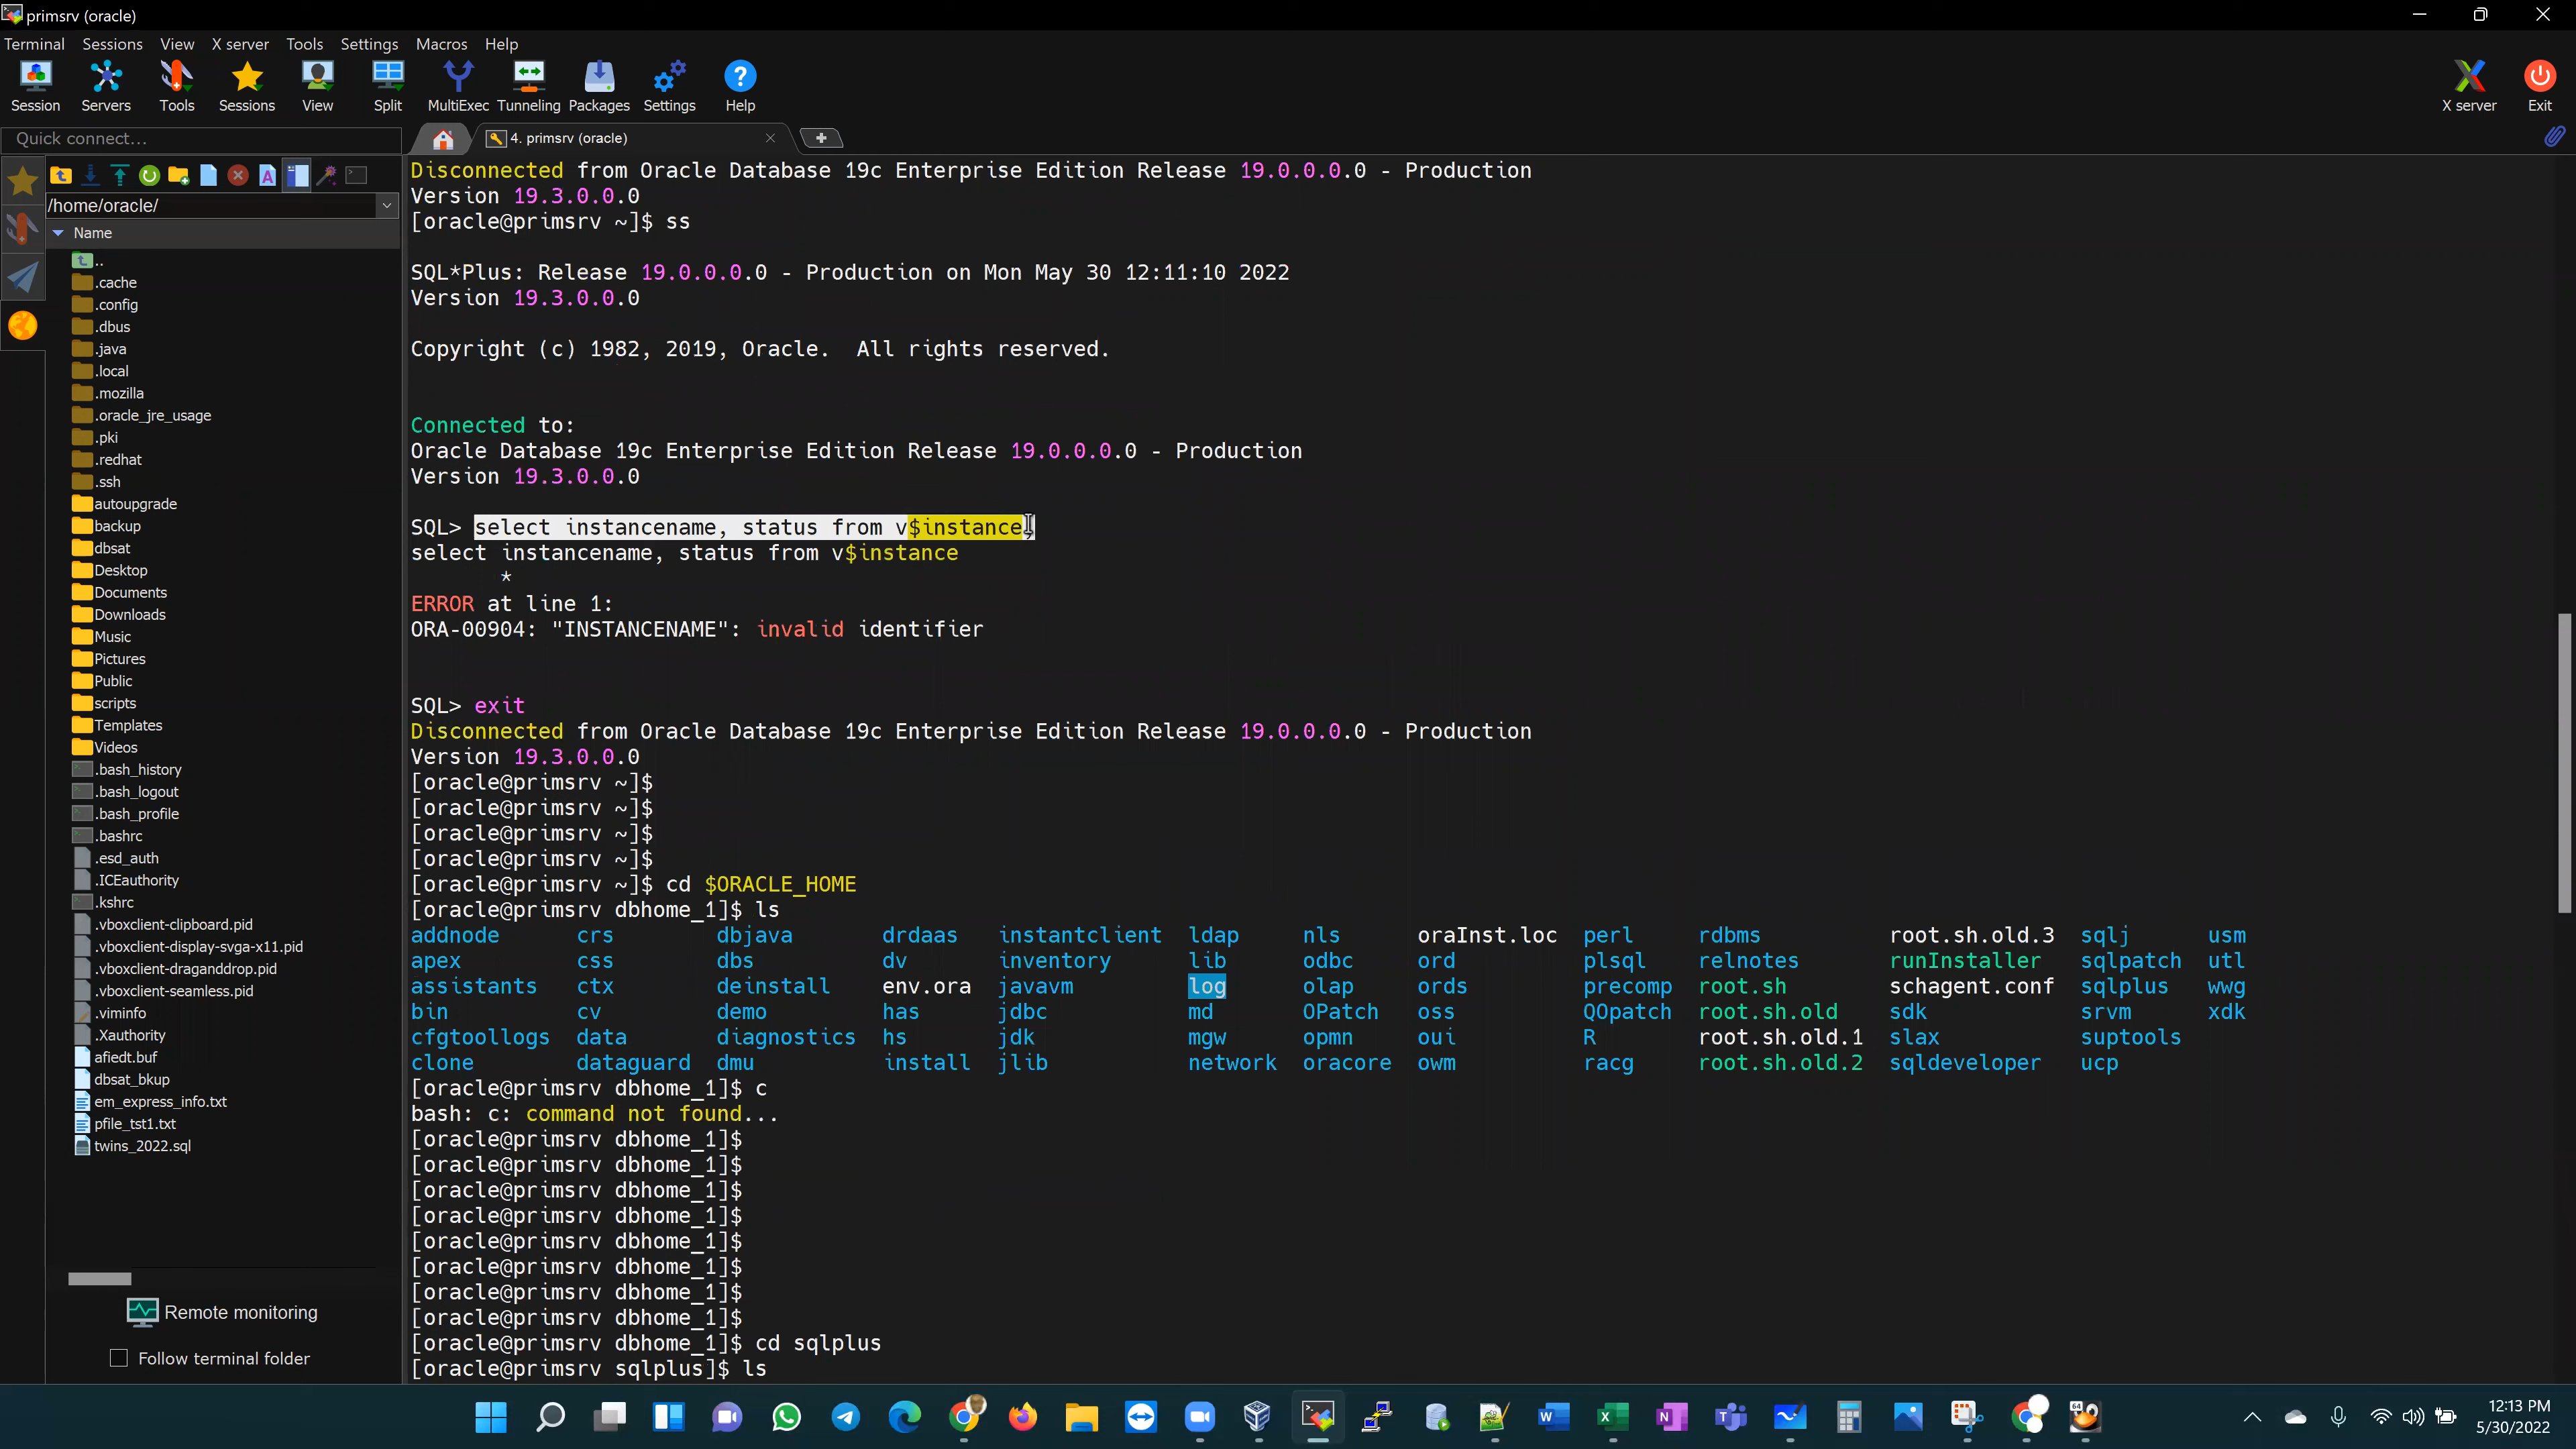 primsrv (oracle)
Terminal Sessions View X server Tools Settings Macros Help
Session Servers Tools Sessions View Split MultiExec Tunneling Packages Settings Help X server Exit
Quick connect...
4. primsrv (oracle)
/home/oracle/
Name
..
.cache
.config
.dbus
.java
.local
.mozilla
.oracle_jre_usage
.pki
.redhat
.ssh
autoupgrade
backup
dbsat
Desktop
Documents
Downloads
Music
Pictures
Public
scripts
Templates
Videos
.bash_history
.bash_logout
.bash_profile
.bashrc
.esd_auth
.ICEauthority
.kshrc
.vboxclient-clipboard.pid
.vboxclient-display-svga-x11.pid
.vboxclient-draganddrop.pid
.vboxclient-seamless.pid
.viminfo
.Xauthority
afiedt.buf
dbsat_bkup
em_express_info.txt
pfile_tst1.txt
twins_2022.sql
Remote monitoring
Follow terminal folder
Disconnected from Oracle Database 19c Enterprise Edition Release 19.0.0.0.0 - Production
Version 19.3.0.0.0
[oracle@primsrv ~]$ ss
SQL*Plus: Release 19.0.0.0.0 - Production on Mon May 30 12:11:10 2022
Version 19.3.0.0.0
Copyright (c) 1982, 2019, Oracle.  All rights reserved.
Connected to:
Oracle Database 19c Enterprise Edition Release 19.0.0.0.0 - Production
Version 19.3.0.0.0
SQL> select instancename, status from v$instance;
select instancename, status from v$instance
*
ERROR at line 1:
ORA-00904: "INSTANCENAME": invalid identifier
SQL> exit
Disconnected from Oracle Database 19c Enterprise Edition Release 19.0.0.0.0 - Production
Version 19.3.0.0.0
[oracle@primsrv ~]$
[oracle@primsrv ~]$
[oracle@primsrv ~]$
[oracle@primsrv ~]$
[oracle@primsrv ~]$ cd $ORACLE_HOME
[oracle@primsrv dbhome_1]$ ls
addnode crs dbjava drdaas instantclient ldap nls oraInst.loc perl rdbms root.sh.old.3 sqlj usm
apex css dbs dv inventory lib odbc ord plsql relnotes runInstaller sqlpatch utl
assistants ctx deinstall env.ora javavm log olap ords precomp root.sh schagent.conf sqlplus wwg
bin cv demo has jdbc md OPatch oss QOpatch root.sh.old sdk srvm xdk
cfgtoollogs data diagnostics hs jdk mgw opmn oui R root.sh.old.1 slax suptools
clone dataguard dmu install jlib network oracore owm racg root.sh.old.2 sqldeveloper ucp
[oracle@primsrv dbhome_1]$ c
bash: c: command not found...
[oracle@primsrv dbhome_1]$
[oracle@primsrv dbhome_1]$
[oracle@primsrv dbhome_1]$
[oracle@primsrv dbhome_1]$
[oracle@primsrv dbhome_1]$
[oracle@primsrv dbhome_1]$
[oracle@primsrv dbhome_1]$
[oracle@primsrv dbhome_1]$
[oracle@primsrv dbhome_1]$ cd sqlplus
[oracle@primsrv sqlplus]$ ls
12:13 PM
5/30/2022